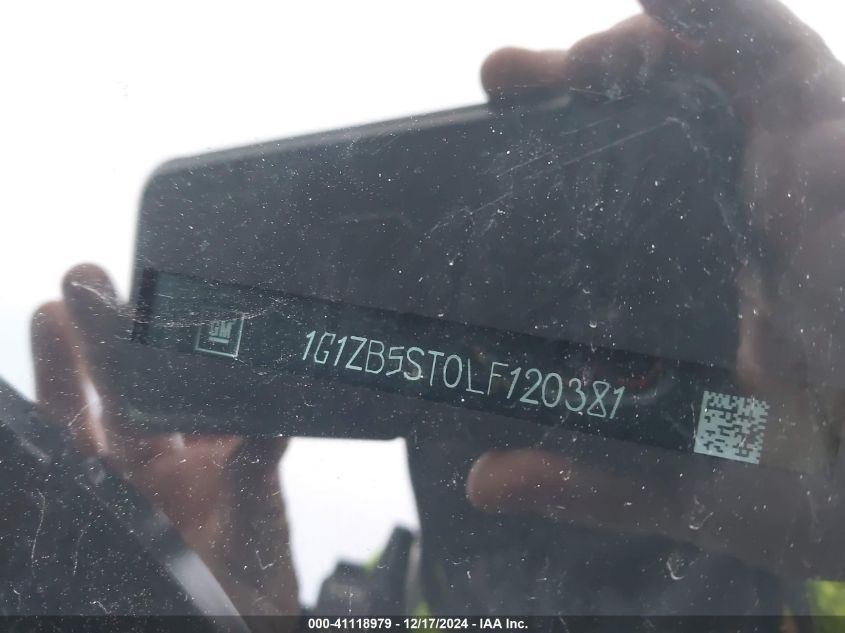 GM
1G1ZB5ST0LF120381
000-41118979 - 12/17/2024 - IAA Inc.